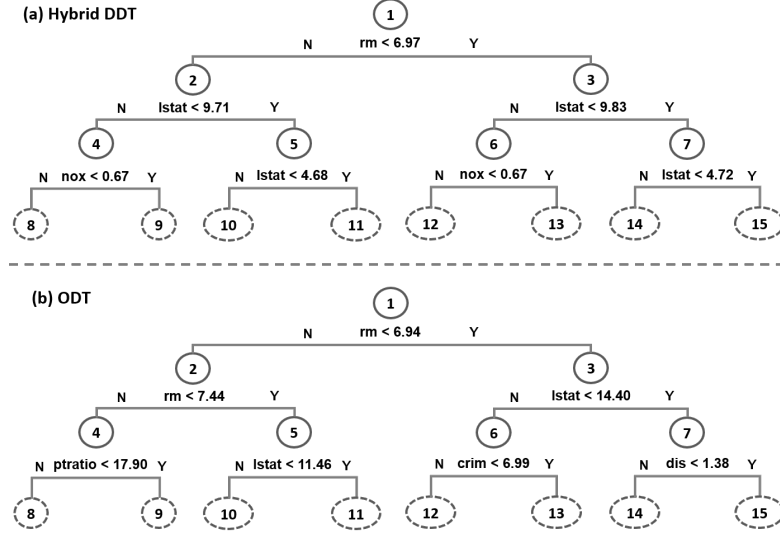 (a) Hybrid DDT
1
N rm < 6.97 Y
2 3
N lstat < 9.71 Y N lstat < 9.83 Y
4 5 6 7
N nox < 0.67 Y N lstat < 4.68 Y N nox < 0.67 Y N lstat < 4.72 Y
8 9 10 11 12 13 14 15
(b) ODT
1
N rm < 6.94 Y
2 3
N rm < 7.44 Y N lstat < 14.40 Y
4 5 6 7
N ptratio < 17.90 Y N lstat < 11.46 Y N crim < 6.99 Y N dis < 1.38 Y
8 9 10 11 12 13 14 15